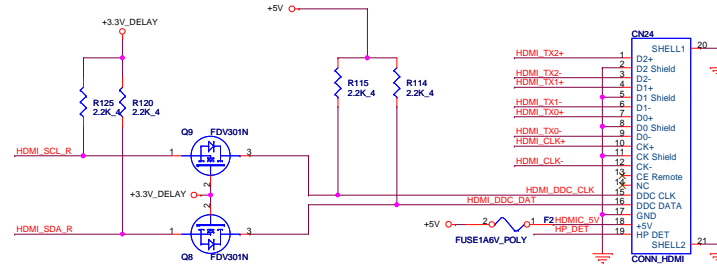 +5V
CN24
+3.3V_DELAY
SHELL1 20
HDMI_TX2+ 1 D2+
2 D2 Shield
HDMI_TX2- 3 D2-
HDMI_TX1+ 4 D1+
5 D1 Shield
HDMI_TX1- 6 D1-
HDMI_TX0+ 7 D0+
8 D0 Shield
HDMI_TX0- 9 D0-
HDMI_CLK+ 10 CK+
11 CK Shield
HDMI_CLK- 12 CK-
13 CE Remote
14 NC
15 DDC CLK
16 DDC DATA
17 GND
18 +5V
19 HP DET
SHELL2 21
CONN_HDMI
R125
2.2K_4
R120
2.2K_4
R115
2.2K_4
R114
2.2K_4
Q9 FDV301N
HDMI_SCL_R 1 3
2
+3.3V_DELAY
2
HDMI_SDA_R 1 3
Q8 FDV301N
HDMI_DDC_CLK
HDMI_DDC_DAT
+5V 2 1 F2 HDMIC_5V
HP_DET
FUSE1A6V_POLY